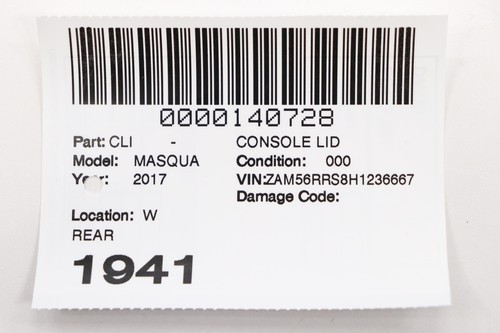 0000140728
Part: CLI - CONSOLE LID
Model: MASQUA Condition: 000
Year: 2017 VIN:ZAM56RRS8H1236667
Damage Code:
Location: W
REAR
1941